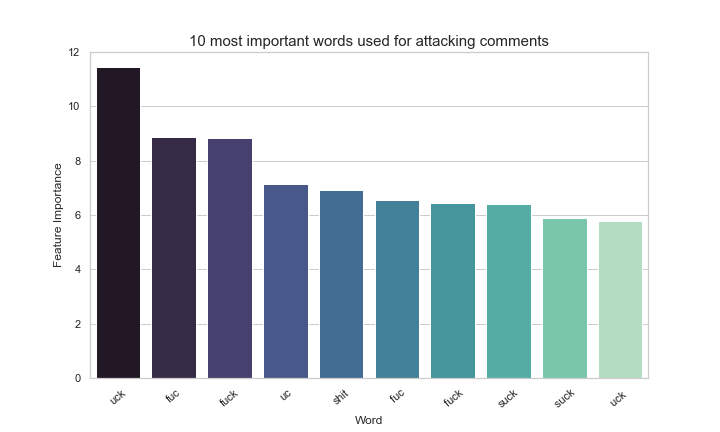 10 most important words used for attacking comments
12
10
8
6
4
2
0
Feature Importance
uck fuc fuck uc shit fuc fuck suck suck uck
Word